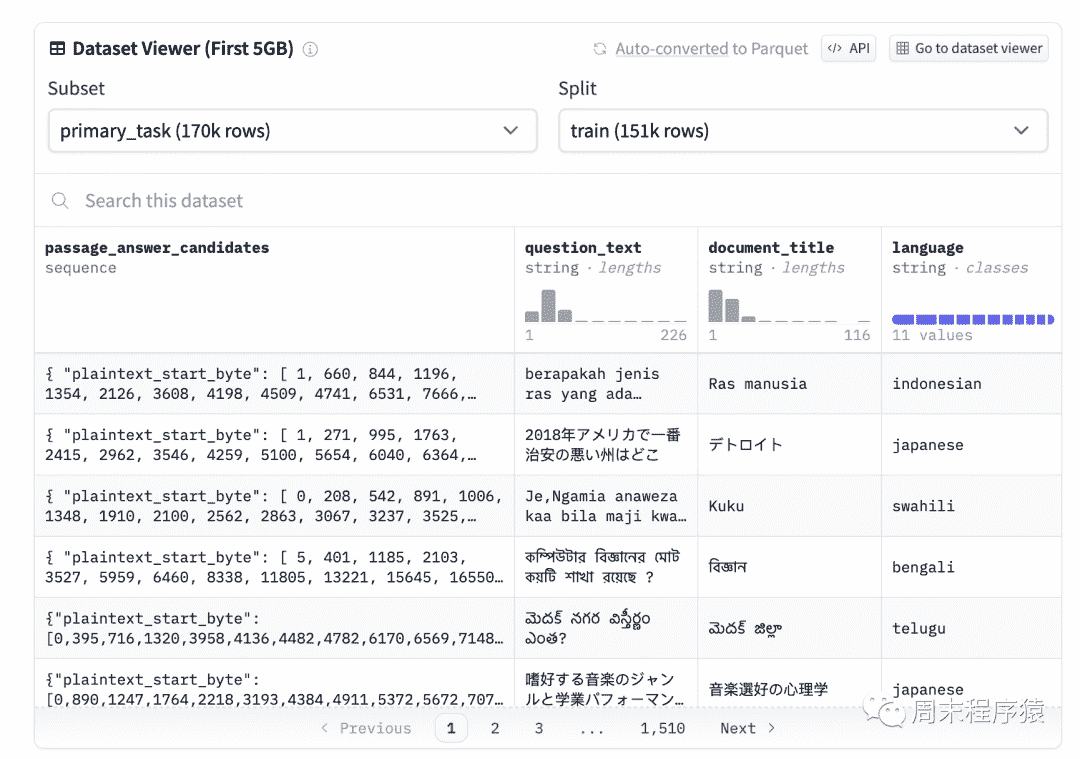 Dataset Viewer (First 5GB)
Auto-converted to Parquet
</> API
Go to dataset viewer
Subset
Split
primary_task (170k rows)
train (151k rows)
Search this dataset
passage_answer_candidates
sequence
question_text
string · lengths
1 226
document_title
string · lengths
1 116
language
string · classes
11 values
{ "plaintext_start_byte": [ 1, 660, 844, 1196,
1354, 2126, 3608, 4198, 4509, 4741, 6531, 7666,…
berapakah jenis
ras yang ada…
Ras manusia
indonesian
{ "plaintext_start_byte": [ 1, 271, 995, 1763,
2415, 2962, 3546, 4259, 5100, 5654, 6040, 6364,…
2018年アメリカで一番
治安の悪い州はどこ
デトロイト
japanese
{ "plaintext_start_byte": [ 0, 208, 542, 891, 1006,
1348, 1910, 2100, 2562, 2863, 3067, 3237, 3525,…
Je,Ngamia anaweza
kaa bila maji kwa…
Kuku
swahili
{ "plaintext_start_byte": [ 5, 401, 1185, 2103,
3527, 5959, 6460, 8338, 11805, 13221, 15645, 16550…
কম্পিউটার বিজ্ঞানের মোট
কয়টি শাখা রয়েছে ?
বিজ্ঞান
bengali
{"plaintext_start_byte":
[0,395,716,1320,3958,4136,4482,4782,6170,6569,7148…
మెదక్ నగర విస్తీర్ణం
ఎంత?
మెదక్ జిల్లా
telugu
{"plaintext_start_byte":
[0,890,1247,1764,2218,3193,4384,4911,5372,5672,707…
嗜好する音楽のジャン
ルと学業パフォーマン…
音楽選好の心理学
japanese
< Previous 1 2 3 ... 1,510 Next >
周末程序猿